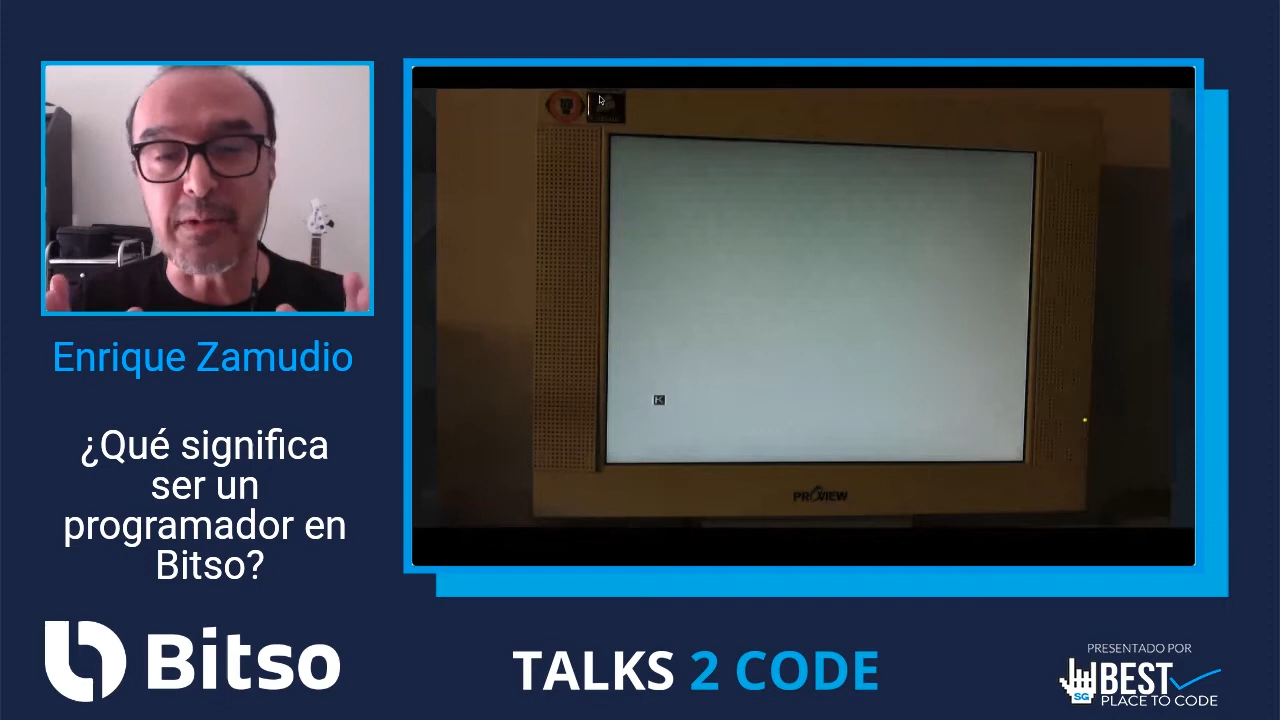 Enrique Zamudio
¿Qué significa
ser un
programador en
Bitso?
Bitso
K
PROVIEW
TALKS 2 CODE
PRESENTADO POR
SG
BEST
PLACE TO CODE